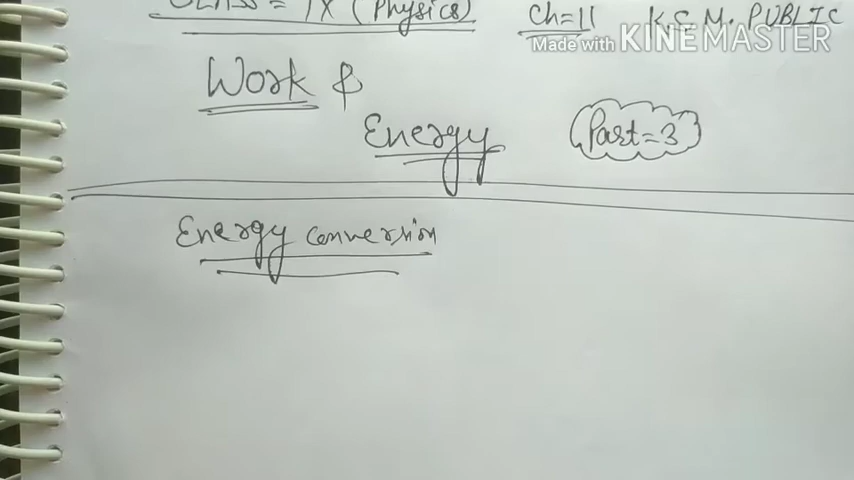 CLASS = IX (Physics) Ch=11 K.S.M. PUBLIC
Made with KINEMASTER
Work &
Energy Part=3
Energy conversion